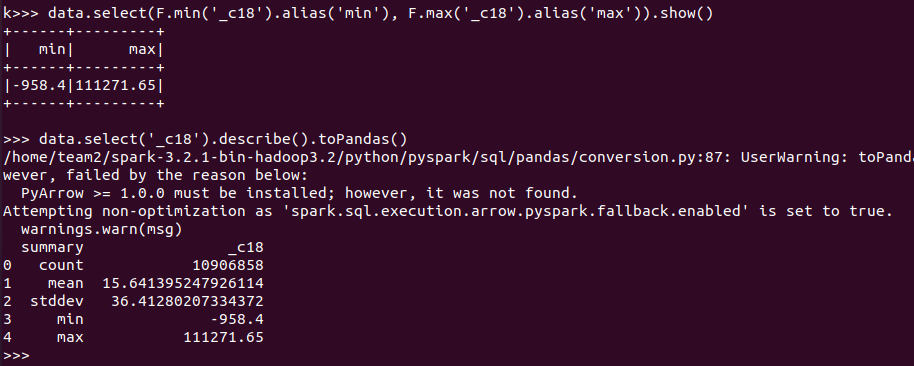 k>>> data.select(F.min('_c18').alias('min'), F.max('_c18').alias('max')).show()
+------+---------+
|   min|      max|
+------+---------+
|-958.4|111271.65|
+------+---------+
>>> data.select('_c18').describe().toPandas()
/home/team2/spark-3.2.1-bin-hadoop3.2/python/pyspark/sql/pandas/conversion.py:87: UserWarning: toPand
wever, failed by the reason below:
  PyArrow >= 1.0.0 must be installed; however, it was not found.
Attempting non-optimization as 'spark.sql.execution.arrow.pyspark.fallback.enabled' is set to true.
  warnings.warn(msg)
  summary                _c18
0   count            10906858
1    mean  15.641395247926114
2  stddev   36.41280207334372
3     min              -958.4
4     max           111271.65
>>>